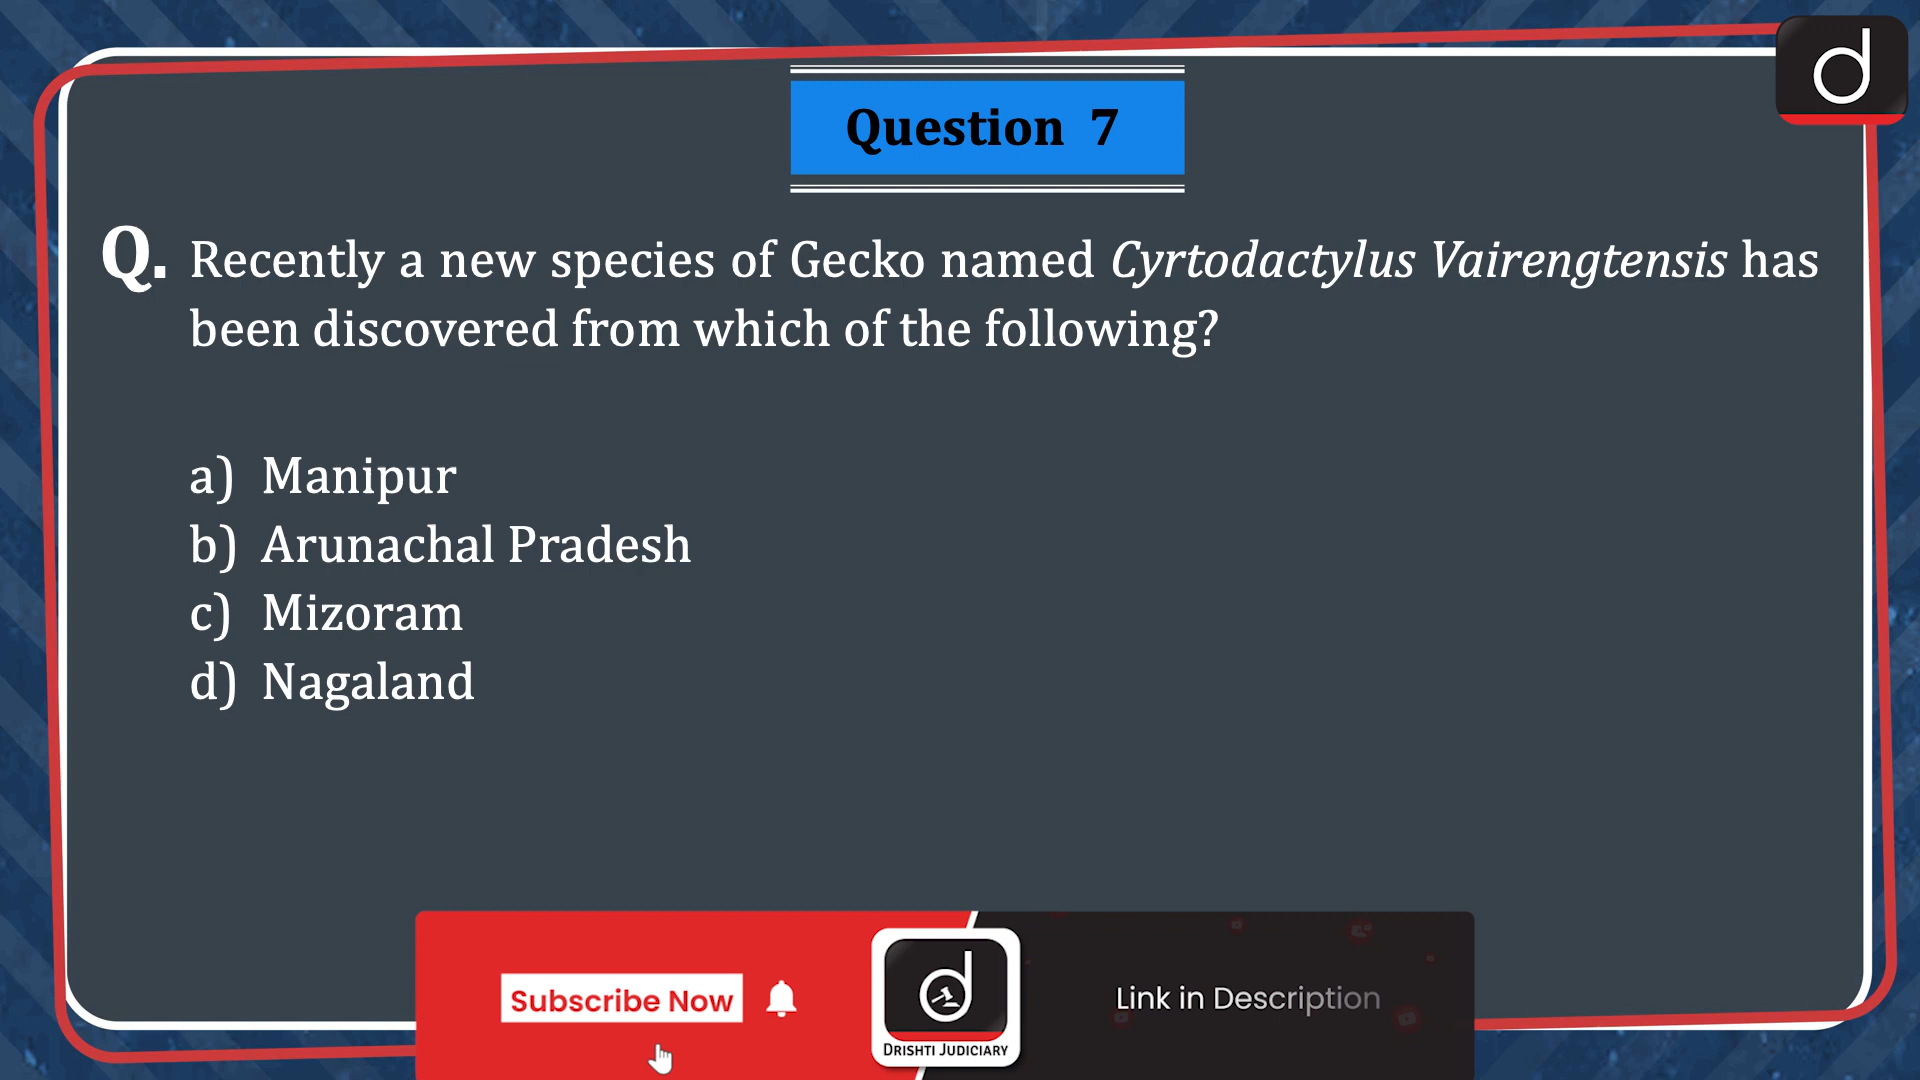 Question 7
Q. Recently a new species of Gecko named Cyrtodactylus Vairengtensis has
been discovered from which of the following?
a) Manipur
b) Arunachal Pradesh
c) Mizoram
d) Nagaland
Subscribe Now
DRISHTI JUDICIARY
Link in Description